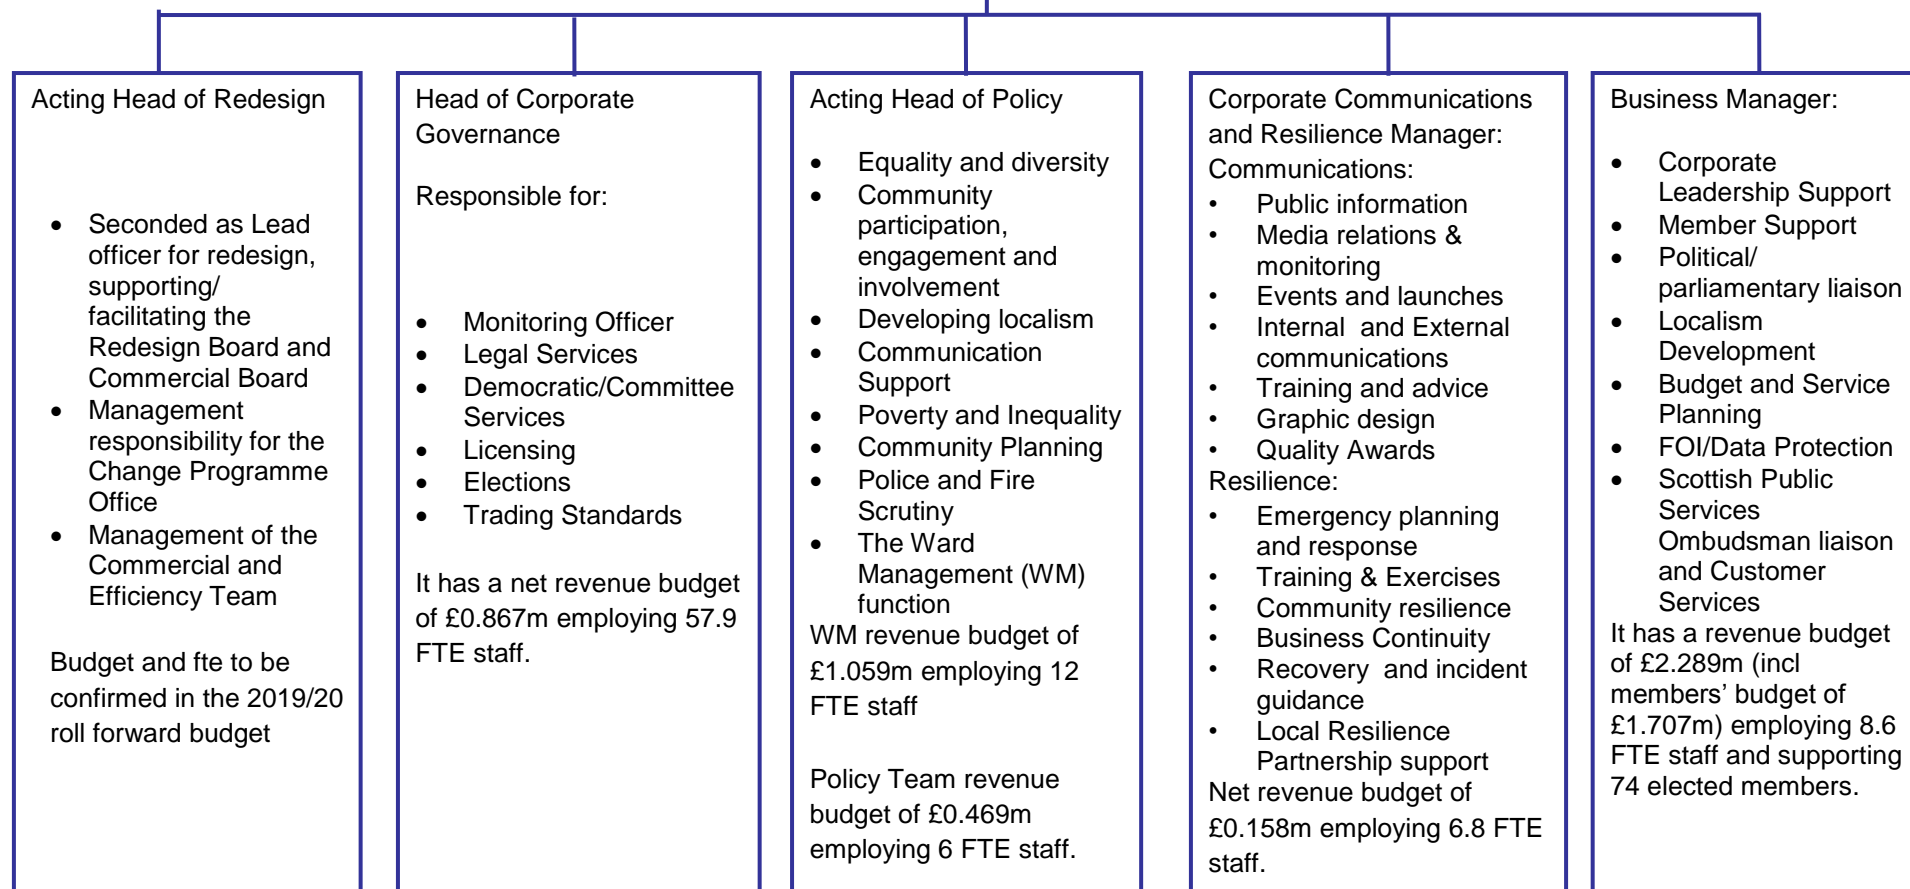 Acting Head of Redesign
• Seconded as Lead
officer for redesign,
supporting/
facilitating the
Redesign Board and
Commercial Board
• Management
responsibility for the
Change Programme
Office
• Management of the
Commercial and
Efficiency Team
Budget and fte to be
confirmed in the 2019/20
roll forward budget
Head of Corporate
Governance
Responsible for:
• Monitoring Officer
• Legal Services
• Democratic/Committee
Services
• Licensing
• Elections
• Trading Standards
It has a net revenue budget
of £0.867m employing 57.9
FTE staff.
Acting Head of Policy
• Equality and diversity
• Community
participation,
engagement and
involvement
• Developing localism
• Communication
Support
• Poverty and Inequality
• Community Planning
• Police and Fire
Scrutiny
• The Ward
Management (WM)
function
WM revenue budget of
£1.059m employing 12
FTE staff
Policy Team revenue
budget of £0.469m
employing 6 FTE staff.
Corporate Communications
and Resilience Manager:
Communications:
• Public information
• Media relations &
monitoring
• Events and launches
• Internal and External
communications
• Training and advice
• Graphic design
• Quality Awards
Resilience:
• Emergency planning
and response
• Training & Exercises
• Community resilience
• Business Continuity
• Recovery and incident
guidance
• Local Resilience
Partnership support
Net revenue budget of
£0.158m employing 6.8 FTE
staff.
Business Manager:
• Corporate
Leadership Support
• Member Support
• Political/
parliamentary liaison
• Localism
Development
• Budget and Service
Planning
• FOI/Data Protection
• Scottish Public
Services
Ombudsman liaison
and Customer
Services
It has a revenue budget
of £2.289m (incl
members’ budget of
£1.707m) employing 8.6
FTE staff and supporting
74 elected members.